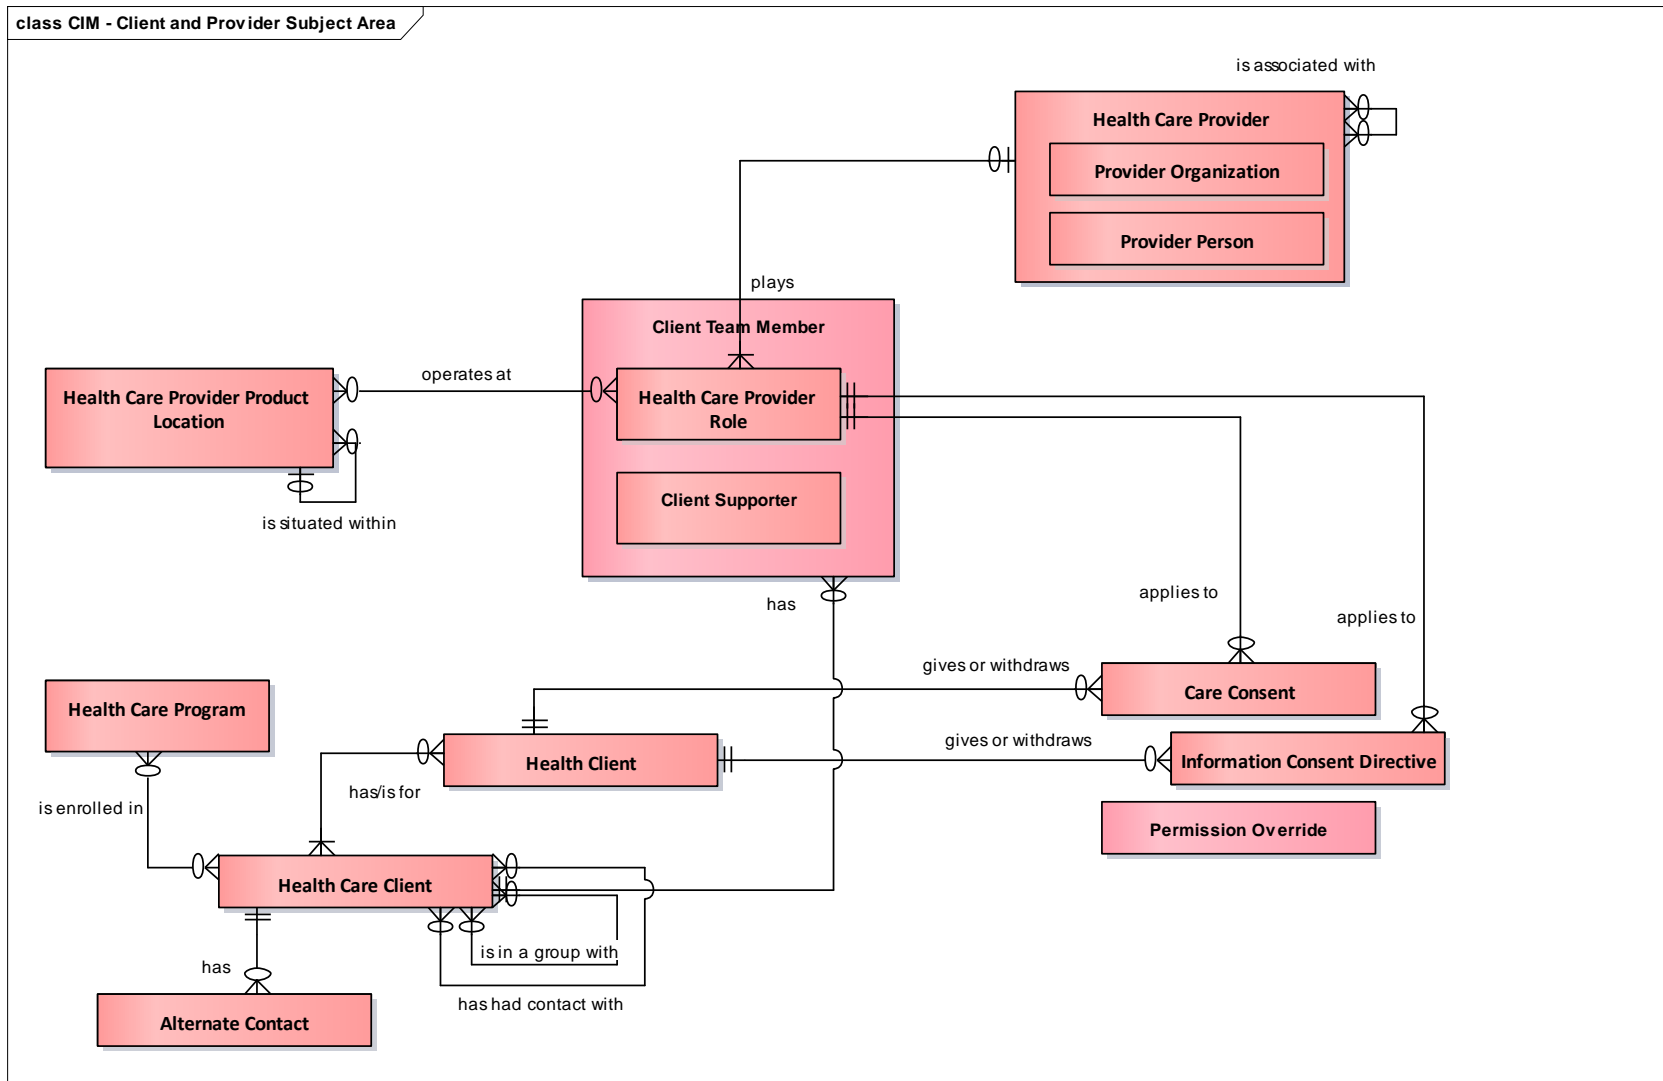 class CIM - Client and Provider Subject Area
is associated with
Health Care Provider
Provider Organization
Provider Person
plays
Client Team Member
operates at
Health Care Provider Product
Location
Health Care Provider
Role
Client Supporter
is situated within
has
applies to
applies to
gives or withdraws
Care Consent
Health Care Program
gives or withdraws
Health Client
Information Consent Directive
has/is for
is enrolled in
Permission Override
Health Care Client
is in a group with
has
has had contact with
Alternate Contact